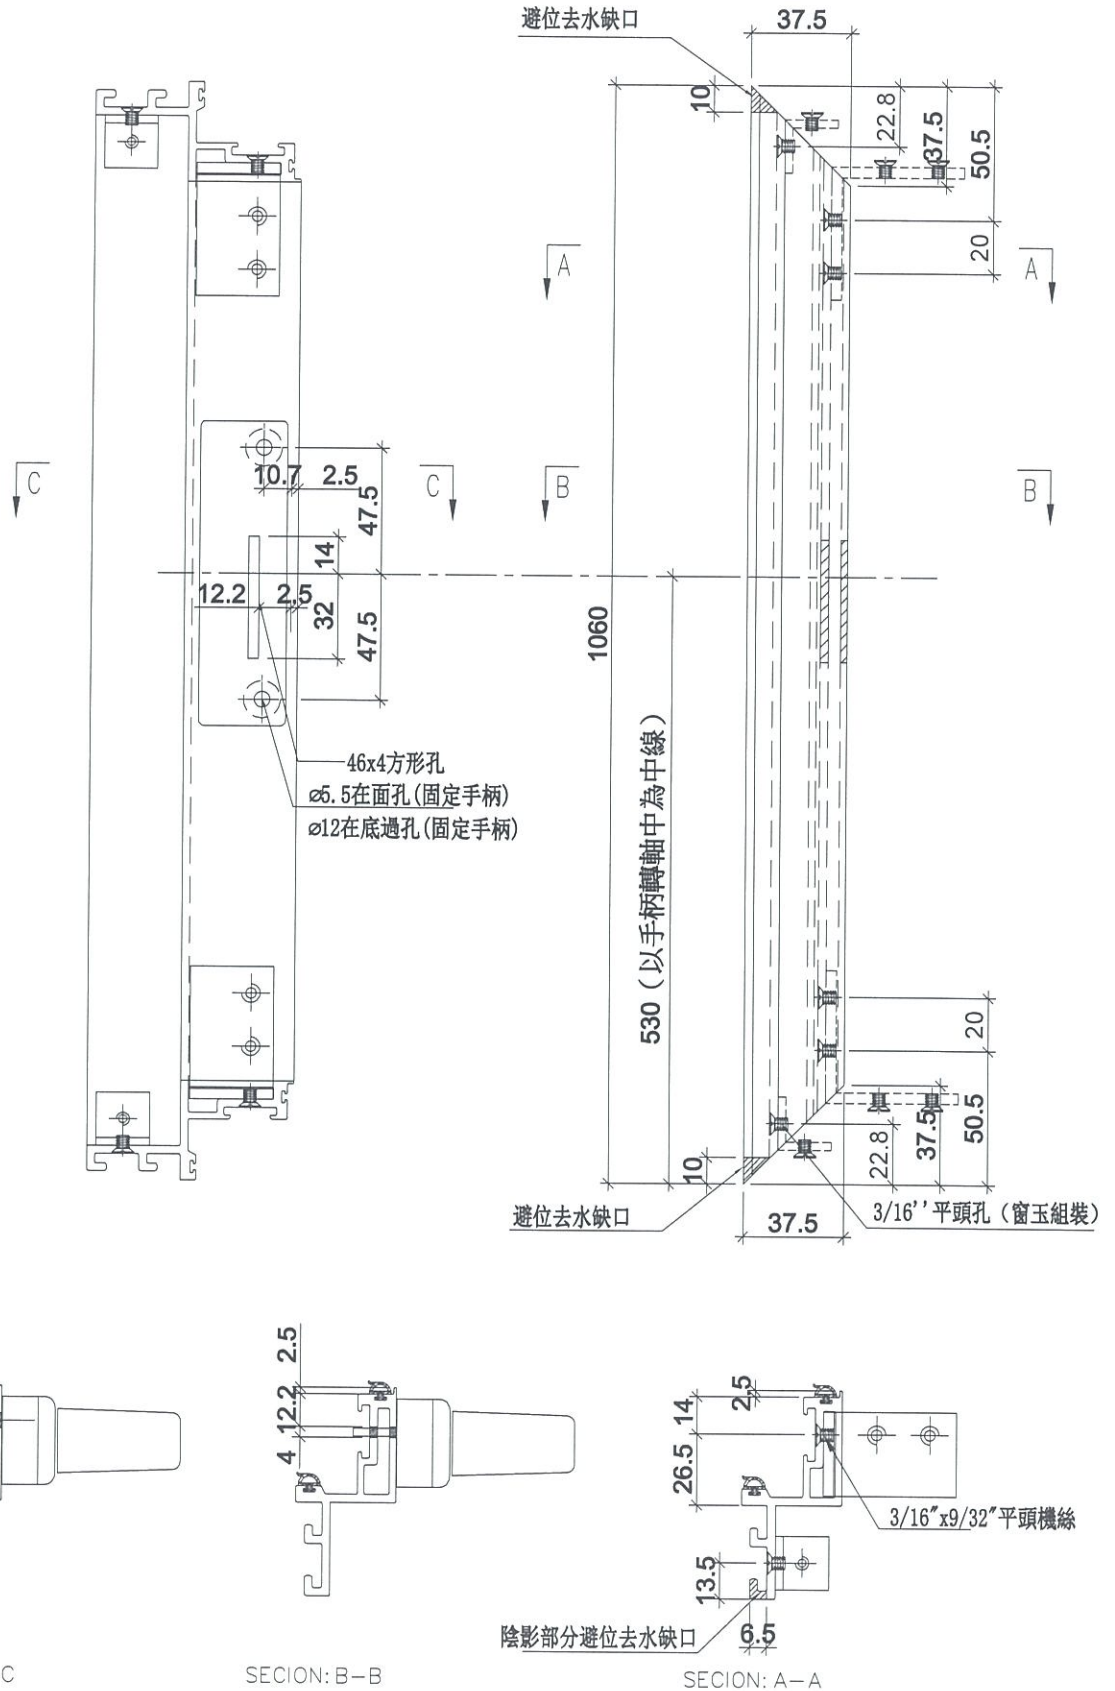 避位去水缺口
37.5
10
22.8
37.5
50.5
20
A
A
C
C
B
B
10.7
2.5
47.5
14
12.2
2.5
32
47.5
1060
530（以手柄轉軸中為中線）
46x4方形孔
⌀5.5在面孔(固定手柄)
⌀12在底過孔(固定手柄)
20
50.5
37.5
22.8
10
避位去水缺口
37.5
3/16''平頭孔（窗玉組裝）
2.5
12.2
4
2.5
14
26.5
13.5
6.5
3/16"x9/32"平頭機絲
陰影部分避位去水缺口
C
SECION: B-B
SECION: A-A